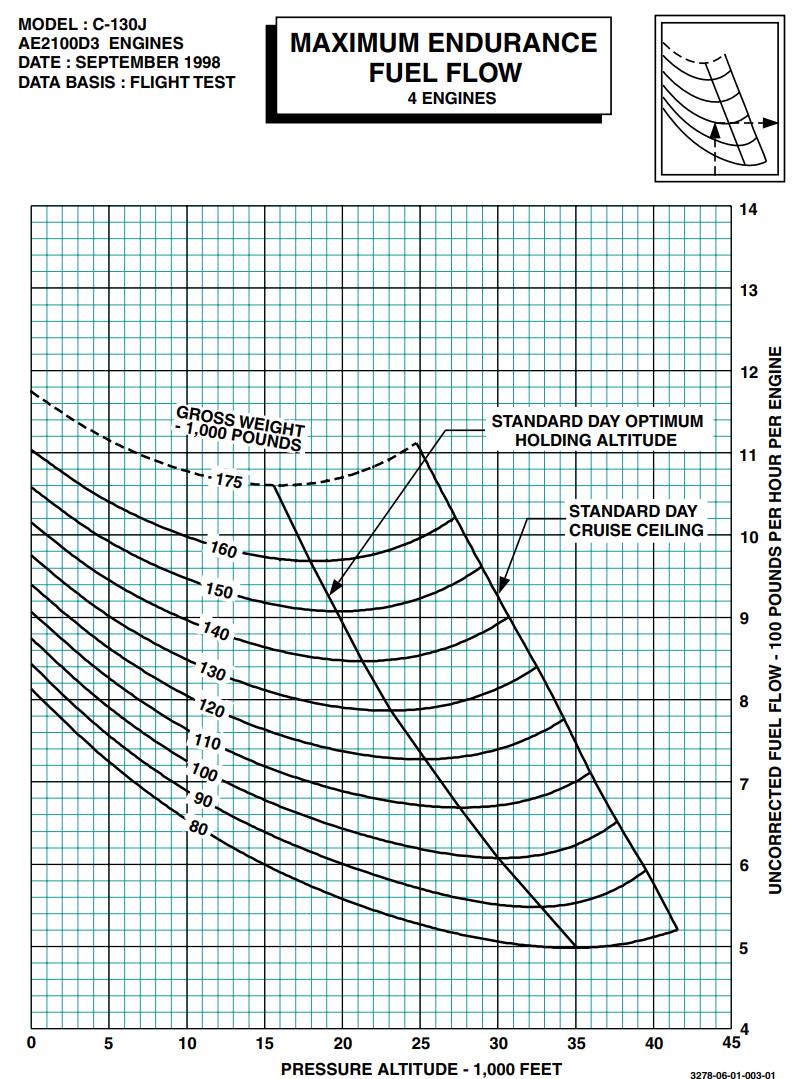 MODEL : C-130J
AE2100D3 ENGINES
DATE : SEPTEMBER 1998
DATA BASIS : FLIGHT TEST
MAXIMUM ENDURANCE
FUEL FLOW
4 ENGINES
14
13
12
11
10
9
8
7
6
5
4
UNCORRECTED FUEL FLOW - 100 POUNDS PER HOUR PER ENGINE
GROSS WEIGHT
- 1,000 POUNDS
STANDARD DAY OPTIMUM
HOLDING ALTITUDE
STANDARD DAY
CRUISE CEILING
175
160
150
140
130
120
110
100
90
80
0 5 10 15 20 25 30 35 40 45
PRESSURE ALTITUDE - 1,000 FEET
3278-06-01-003-01